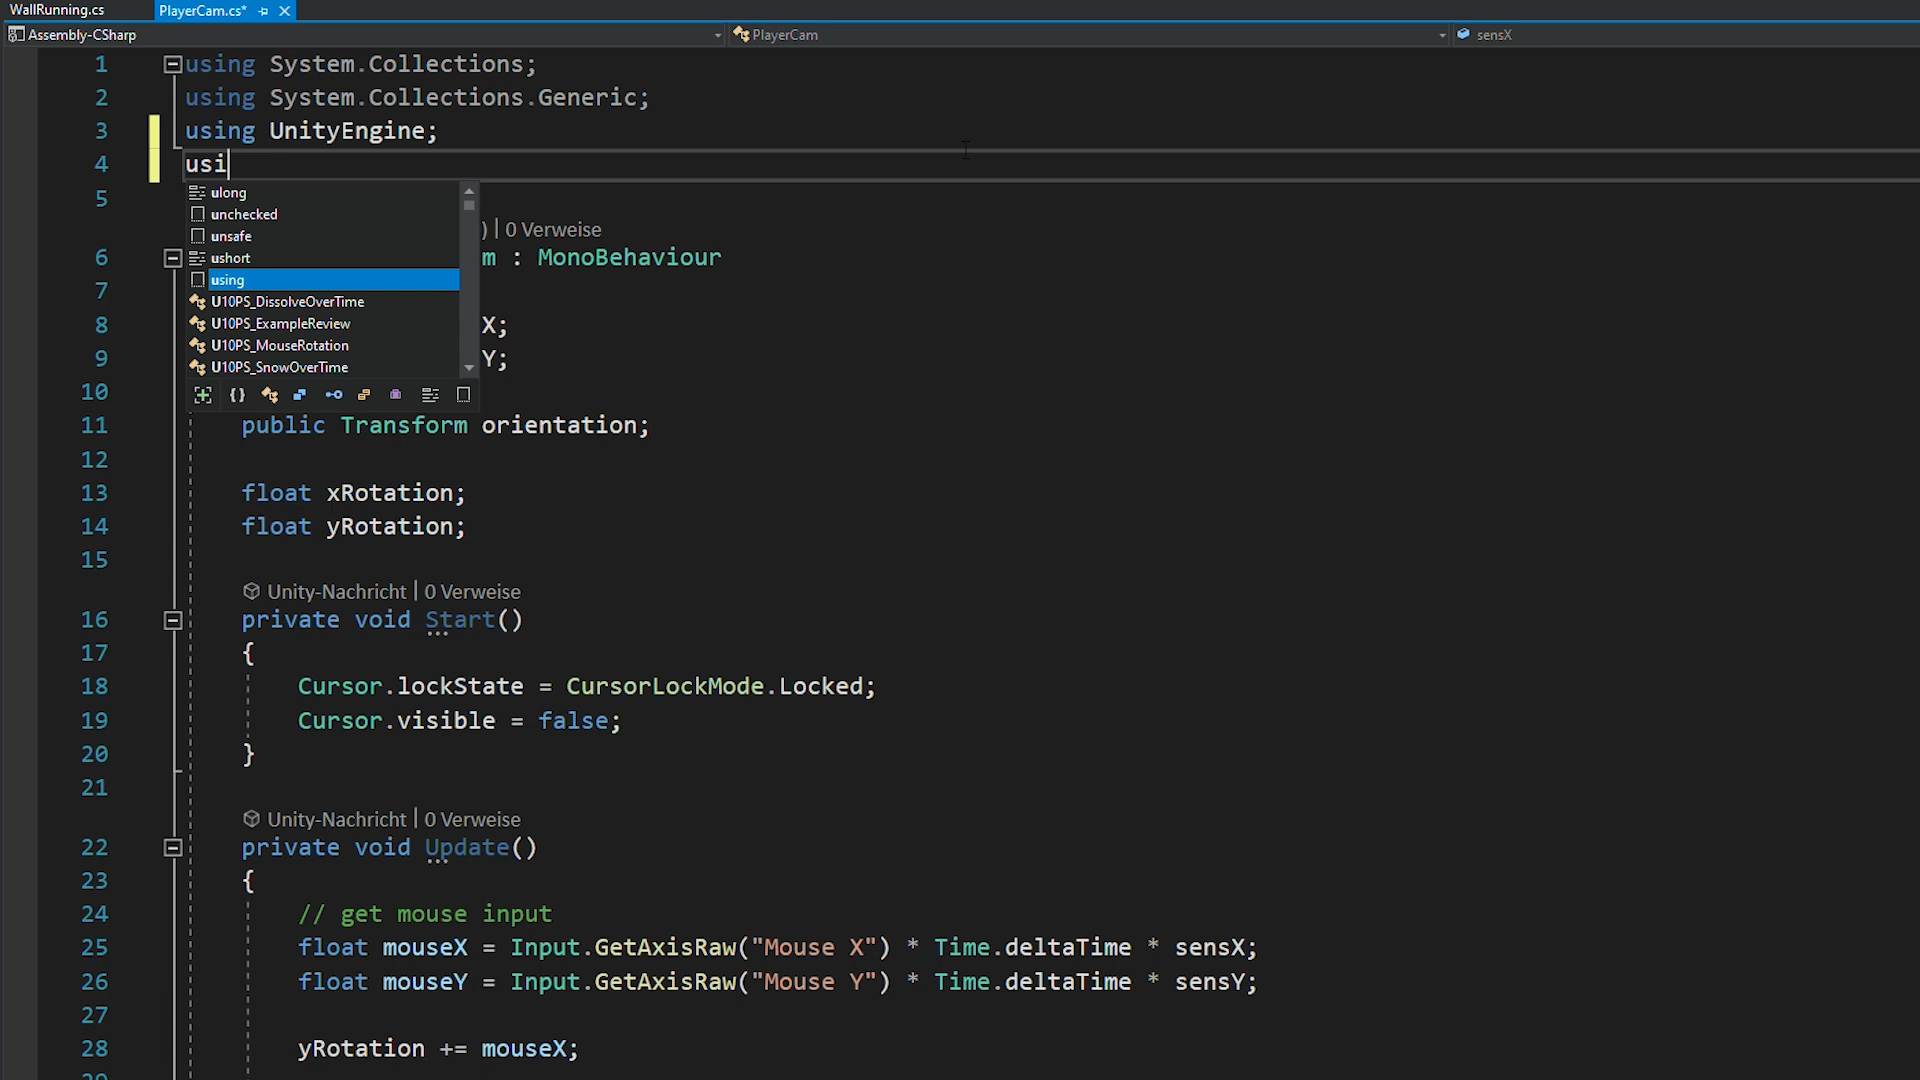 WallRunning.cs
PlayerCam.cs*
Assembly-CSharp
PlayerCam
sensX
1 using System.Collections;
2 using System.Collections.Generic;
3 using UnityEngine;
4 usi
ulong
unchecked
unsafe
ushort
using
U10PS_DissolveOverTime
U10PS_ExampleReview
U10PS_MouseRotation
U10PS_SnowOverTime
5
) | 0 Verweise
6 m : MonoBehaviour
7
8 X;
9 Y;
10
11 public Transform orientation;
12
13 float xRotation;
14 float yRotation;
15
Unity-Nachricht | 0 Verweise
16 private void Start()
17 {
18 Cursor.lockState = CursorLockMode.Locked;
19 Cursor.visible = false;
20 }
21
Unity-Nachricht | 0 Verweise
22 private void Update()
23 {
24 // get mouse input
25 float mouseX = Input.GetAxisRaw("Mouse X") * Time.deltaTime * sensX;
26 float mouseY = Input.GetAxisRaw("Mouse Y") * Time.deltaTime * sensY;
27
28 yRotation += mouseX;
29